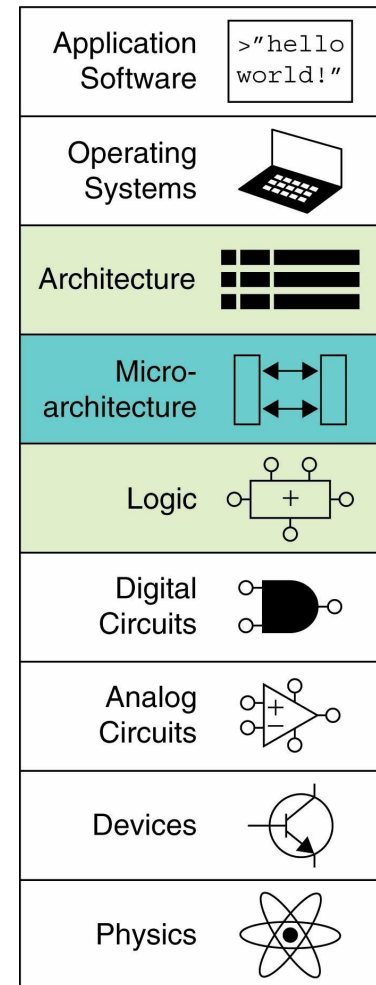 Application
Software
>"hello
world!"
Operating
Systems
Architecture
Micro-
architecture
Logic
+
Digital
Circuits
Analog
Circuits
+
−
Devices
Physics